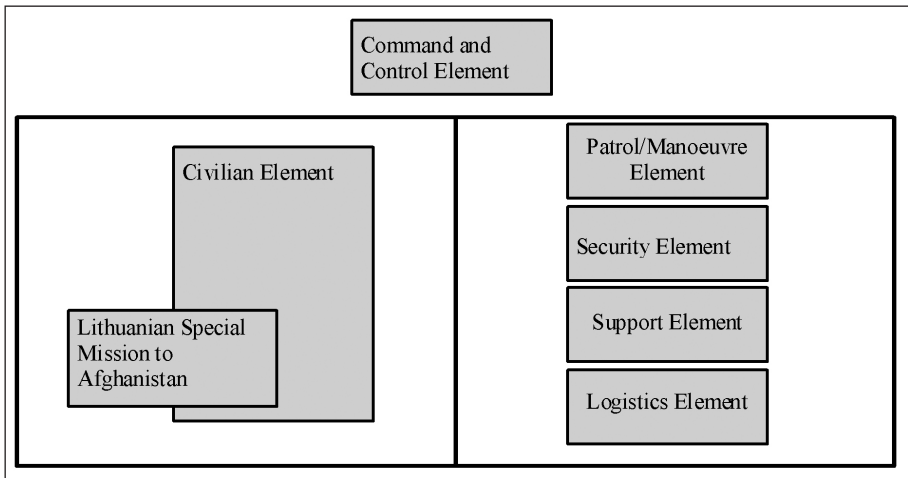 Command and
Control Element
Civilian Element
Lithuanian Special
Mission to
Afghanistan
Patrol/Manoeuvre
Element
Security Element
Support Element
Logistics Element